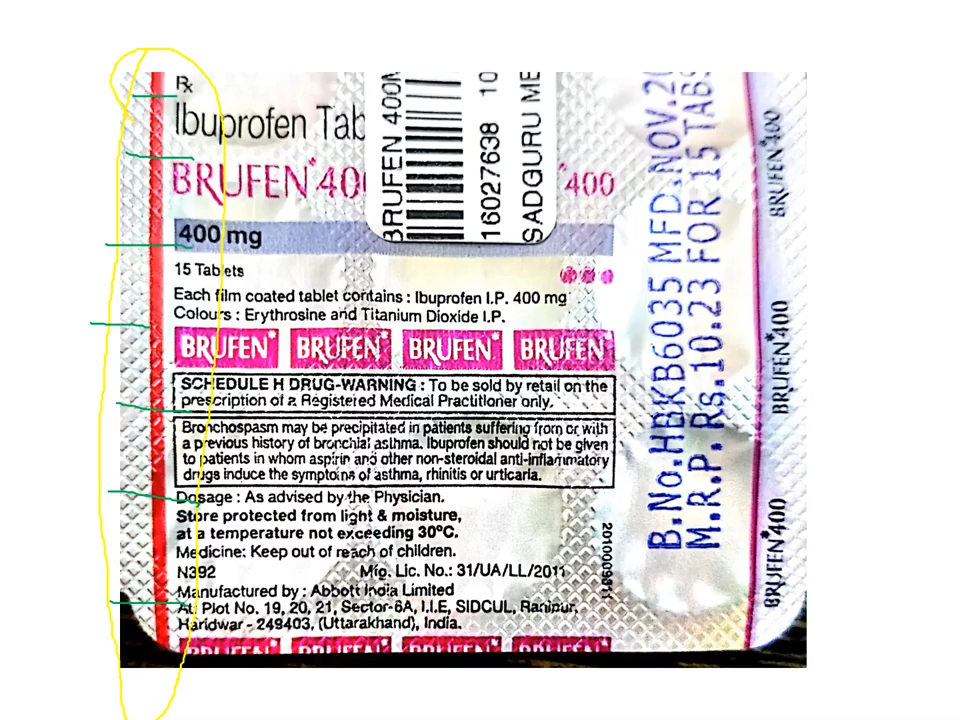 Rx
Ibuprofen Tab
BRUFEN*400 *400
400 mg
15 Tablets
Each film coated tablet contains : Ibuprofen I.P. 400 mg
Colours : Erythrosine and Titanium Dioxide I.P.
BRUFEN* BRUFEN* BRUFEN* BRUFEN*
SCHEDULE H DRUG-WARNING : To be sold by retail on the
prescription of a Registered Medical Practitioner only.
Bronchospasm may be precipitated in patients suffering from or with
a previous history of bronchial asthma. Ibuprofen should not be given
to patients in whom aspirin and other non-steroidal anti-inflammatory
drugs induce the symptoms of asthma, rhinitis or urticaria.
Dosage : As advised by the Physician.
Store protected from light & moisture,
at a temperature not exceeding 30°C.
Medicine: Keep out of reach of children.
N392 Mfg. Lic. No.: 31/UA/LL/2011
Manufactured by : Abbott India Limited
At: Plot No. 19, 20, 21, Sector-6A, I.I.E, SIDCUL, Ranipur,
Haridwar - 249403, (Uttarakhand), India.
BRUFEN* BRUFEN* BRUFEN* BRUFEN*
BRUFEN 400M
16027638 10
SADGURU ME
B.No.HBKB6035 MFD.NOV.20
M.R.P. Rs.10.23 FOR 15 TABS
BRUFEN*400
BRUFEN*400
BRUFEN*400